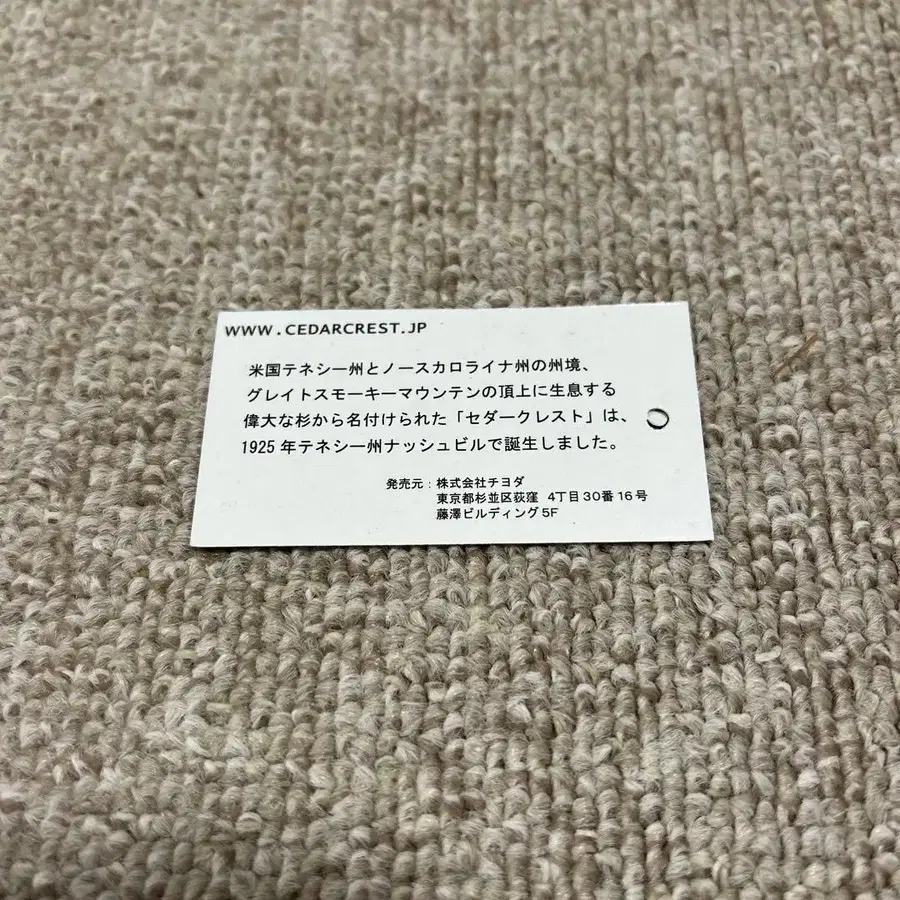 WWW.CEDARCREST.JP
米国テネシー州とノースカロライナ州の州境、
グレイトスモーキーマウンテンの頂上に生息する
偉大な杉から名付けられた「セダークレスト」は、
1925年テネシー州ナッシュビルで誕生しました。
発売元：株式会社チヨダ
東京都杉並区荻窪 4丁目30番16号
藤澤ビルディング5F